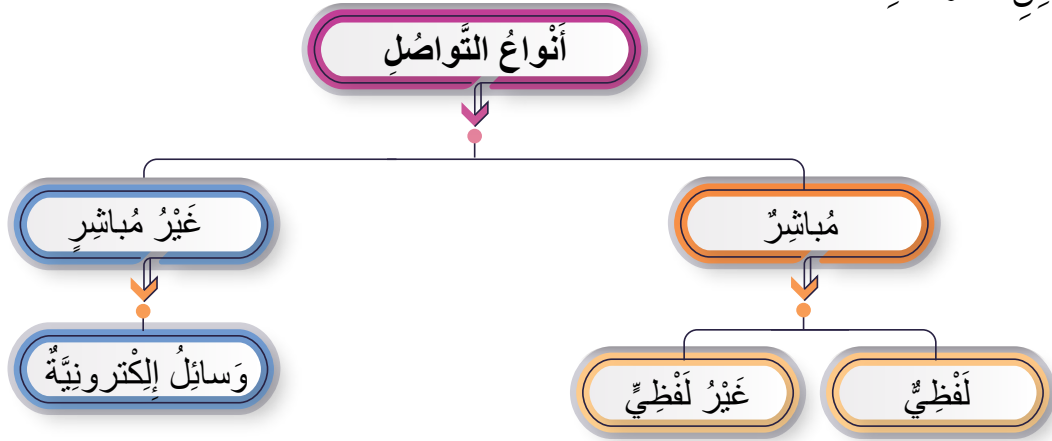 أَنْواعُ التَّواصُلِ
مُباشِرٌ
غَيْرُ مُباشِرٍ
لَفْظِيٌّ
غَيْرُ لَفْظِيٍّ
وَسائِلُ إِلِكْترونِيَّةٌ